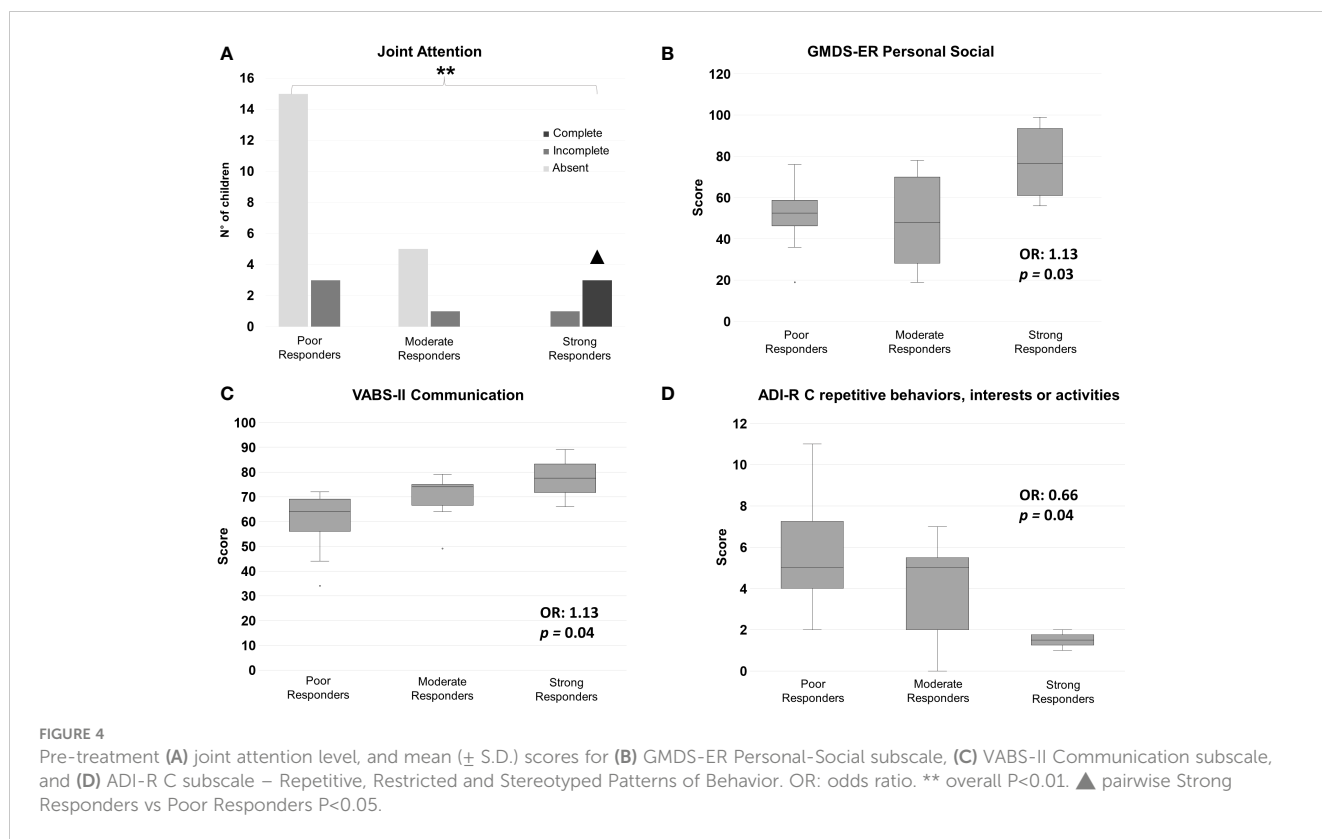 A
Joint Attention
**
16
14
12
10
8
6
4
2
0
N° of children
Complete
Incomplete
Absent
Poor
Responders
Moderate
Responders
Strong
Responders
B
GMDS-ER Personal Social
120
100
80
60
40
20
0
Score
OR: 1.13
p = 0.03
Poor
Responders
Moderate
Responders
Strong
Responders
C
VABS-II Communication
100
90
80
70
60
50
40
30
20
10
0
Score
OR: 1.13
p = 0.04
Poor
Responders
Moderate
Responders
Strong
Responders
D
ADI-R C repetitive behaviors, interests or activities
12
10
8
6
4
2
0
Score
OR: 0.66
p = 0.04
Poor
Responders
Moderate
Responders
Strong
Responders
FIGURE 4
Pre-treatment (A) joint attention level, and mean (± S.D.) scores for (B) GMDS-ER Personal-Social subscale, (C) VABS-II Communication subscale,
and (D) ADI-R C subscale – Repetitive, Restricted and Stereotyped Patterns of Behavior. OR: odds ratio. ** overall P<0.01. ▲ pairwise Strong
Responders vs Poor Responders P<0.05.